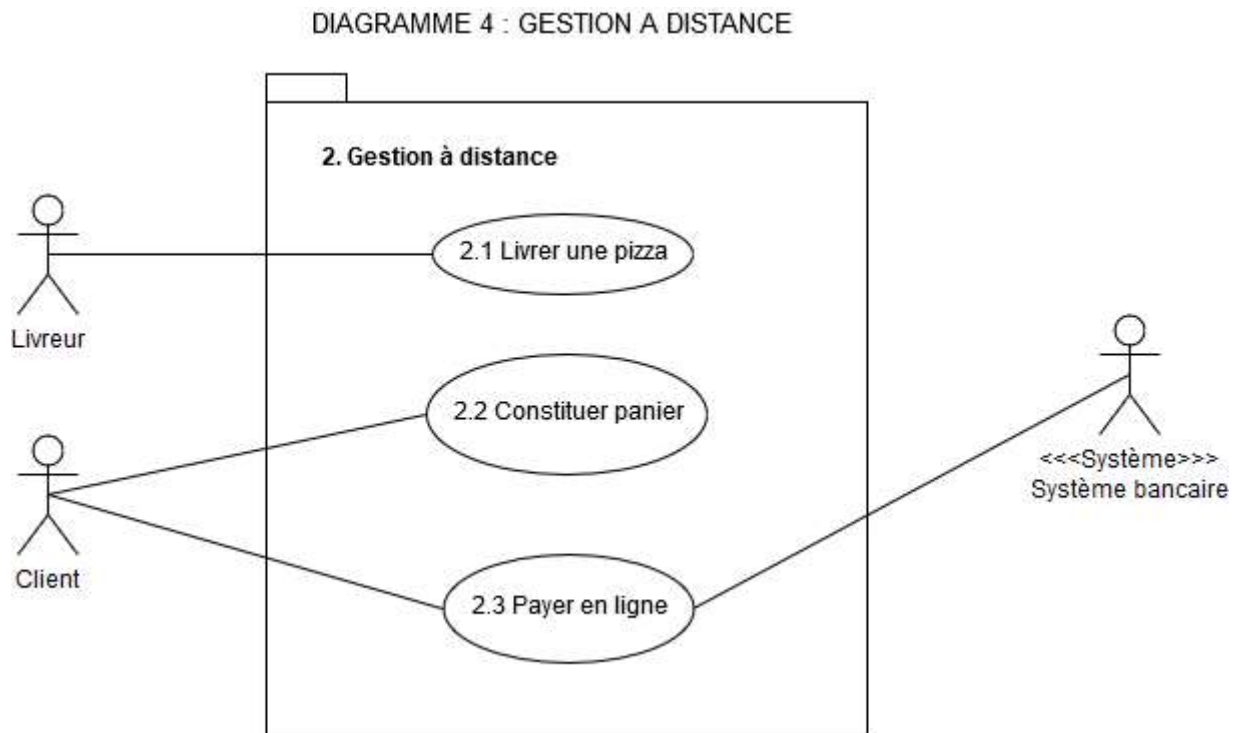 DIAGRAMME 4 : GESTION A DISTANCE
2. Gestion à distance
2.1 Livrer une pizza
Livreur
2.2 Constituer panier
<<<Système>>>
Système bancaire
Client
2.3 Payer en ligne